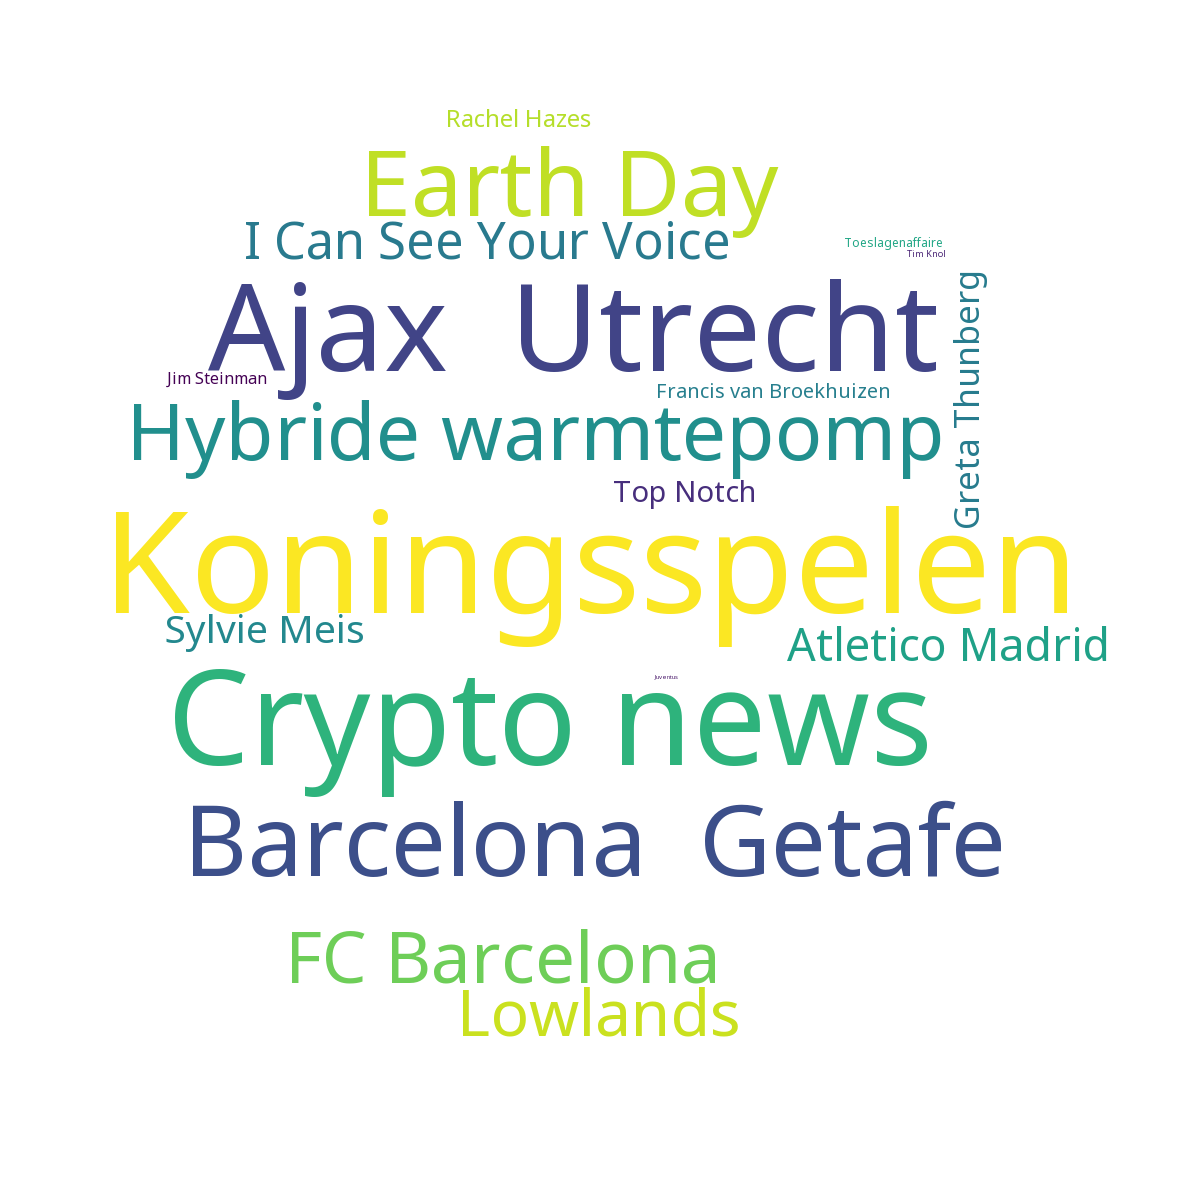 Rachel Hazes
Earth Day
I Can See Your Voice
Toeslagenaffaire
Tim Knol
Ajax Utrecht
Greta Thunberg
Jim Steinman
Francis van Broekhuizen
Hybride warmtepomp
Top Notch
Koningsspelen
Sylvie Meis
Atletico Madrid
Juventus
Crypto news
Barcelona Getafe
FC Barcelona
Lowlands